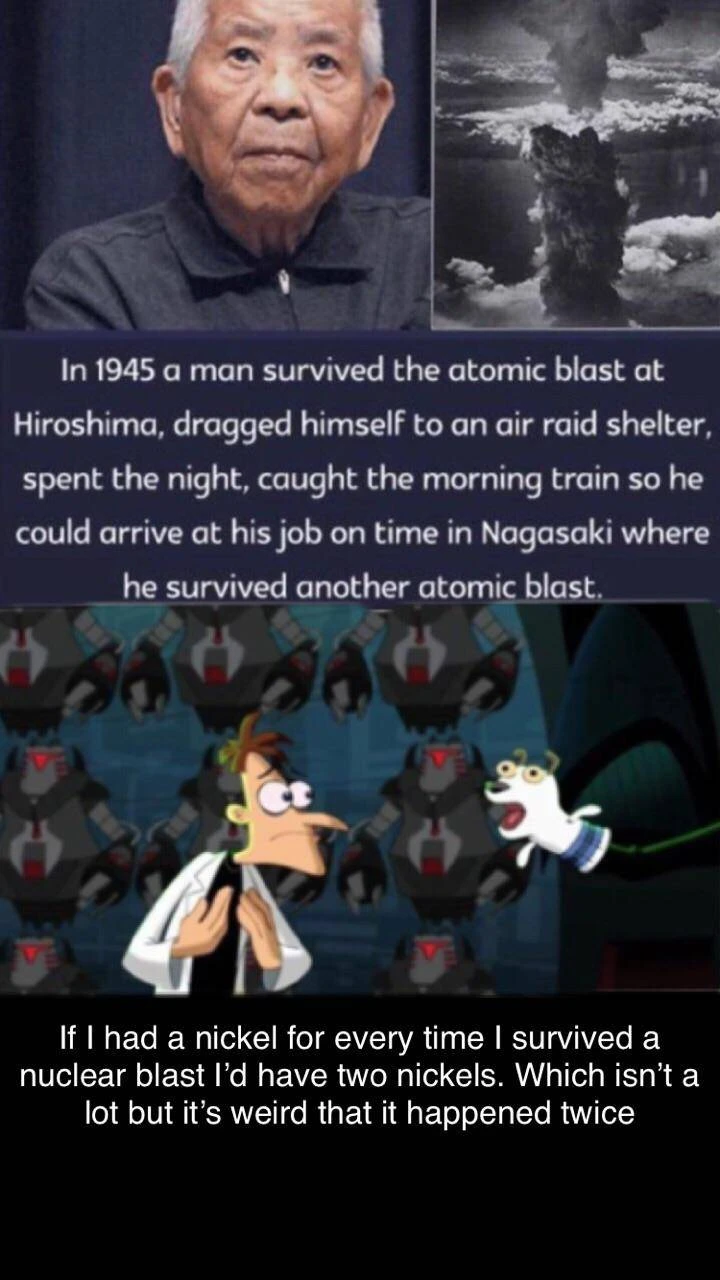 In 1945 a man survived the atomic blast at
Hiroshima, dragged himself to an air raid shelter,
spent the night, caught the morning train so he
could arrive at his job on time in Nagasaki where
he survived another atomic blast.
If I had a nickel for every time I survived a
nuclear blast I’d have two nickels. Which isn’t a
lot but it’s weird that it happened twice